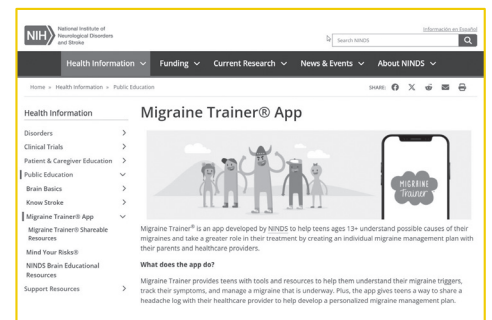 NIH
National Institute of
Neurological Disorders
and Stroke
Información en Español
Search NINDS
Health Information
Funding
Current Research
News & Events
About NINDS
Home » Health Information » Public Education
SHARE:
Health Information
Disorders
Clinical Trials
Patient & Caregiver Education
Public Education
Brain Basics
Know Stroke
Migraine Trainer® App
Migraine Trainer® Shareable
Resources
Mind Your Risks®
NINDS Brain Educational
Resources
Support Resources
Migraine Trainer® App
MIGRAINE
Trainer
Migraine Trainer® is an app developed by NINDS to help teens ages 13+ understand possible causes of their
migraines and take a greater role in their treatment by creating an individual migraine management plan with
their parents and healthcare providers.
What does the app do?
Migraine Trainer provides teens with tools and resources to help them understand their migraine triggers,
track their symptoms, and manage a migraine that is underway. Plus, the app gives teens a way to share a
headache log with their healthcare provider to help develop a personalized migraine management plan.